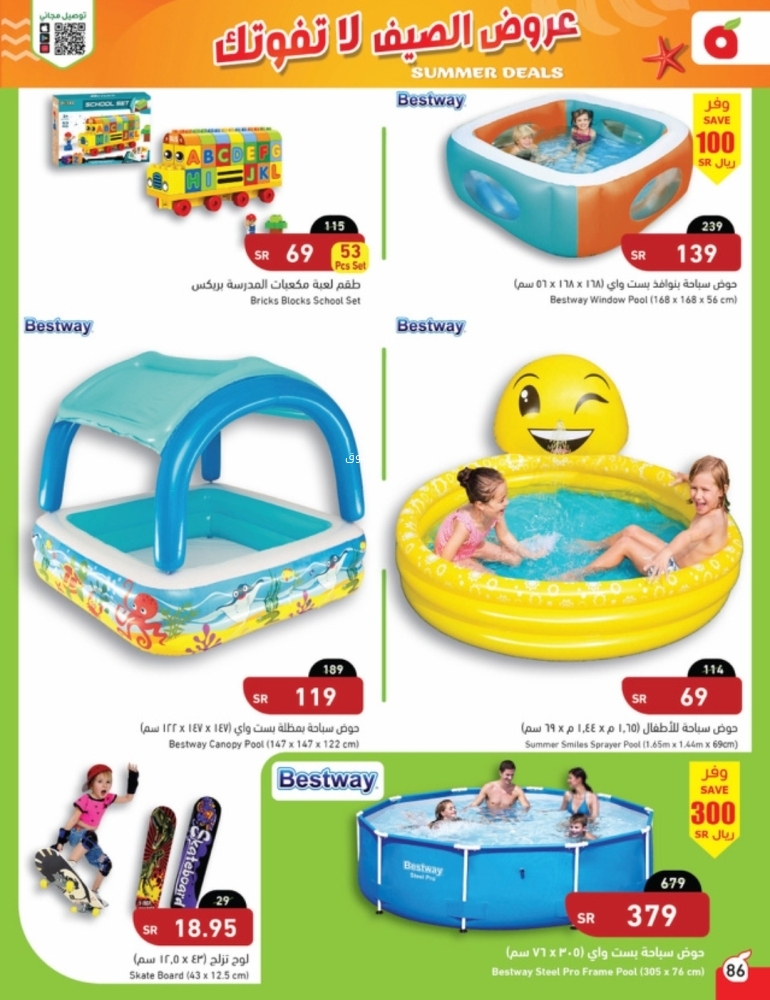 توصيل مجاني
عروض الصيف لا تفوتك
SUMMER DEALS
SCHOOL SET
ABCDEFG
HI JKL
115
SR 69
53
Pcs Set
طقم لعبة مكعبات المدرسة بريكس
Bricks Blocks School Set
Bestway
وفر
SAVE
100
SR ريال
239
SR 139
حوض سباحة بنوافذ بست واي (١٦٨ x ١٦٨ x ٥٦ سم)
Bestway Window Pool (168 x 168 x 56 cm)
Bestway
189
SR 119
حوض سباحة بمظلة بست واي (١٤٧ x ١٤٧ x ١٢٢ سم)
Bestway Canopy Pool (147 x 147 x 122 cm)
Bestway
114
SR 69
حوض سباحة للأطفال (١,٦٥ م x ١,٤٤ م x ٦٩ سم)
Summer Smiles Sprayer Pool (1.65m x 1.44m x 69cm)
Skateboard
29
SR 18.95
لوح تزلج (٤٣ x ١٢,٥ سم)
Skate Board (43 x 12.5 cm)
Bestway
Bestway
Steel Pro
وفر
SAVE
300
SR ريال
679
SR 379
حوض سباحة بست واي (٣٠٥ x ٧٦ سم)
Bestway Steel Pro Frame Pool (305 x 76 cm)
86